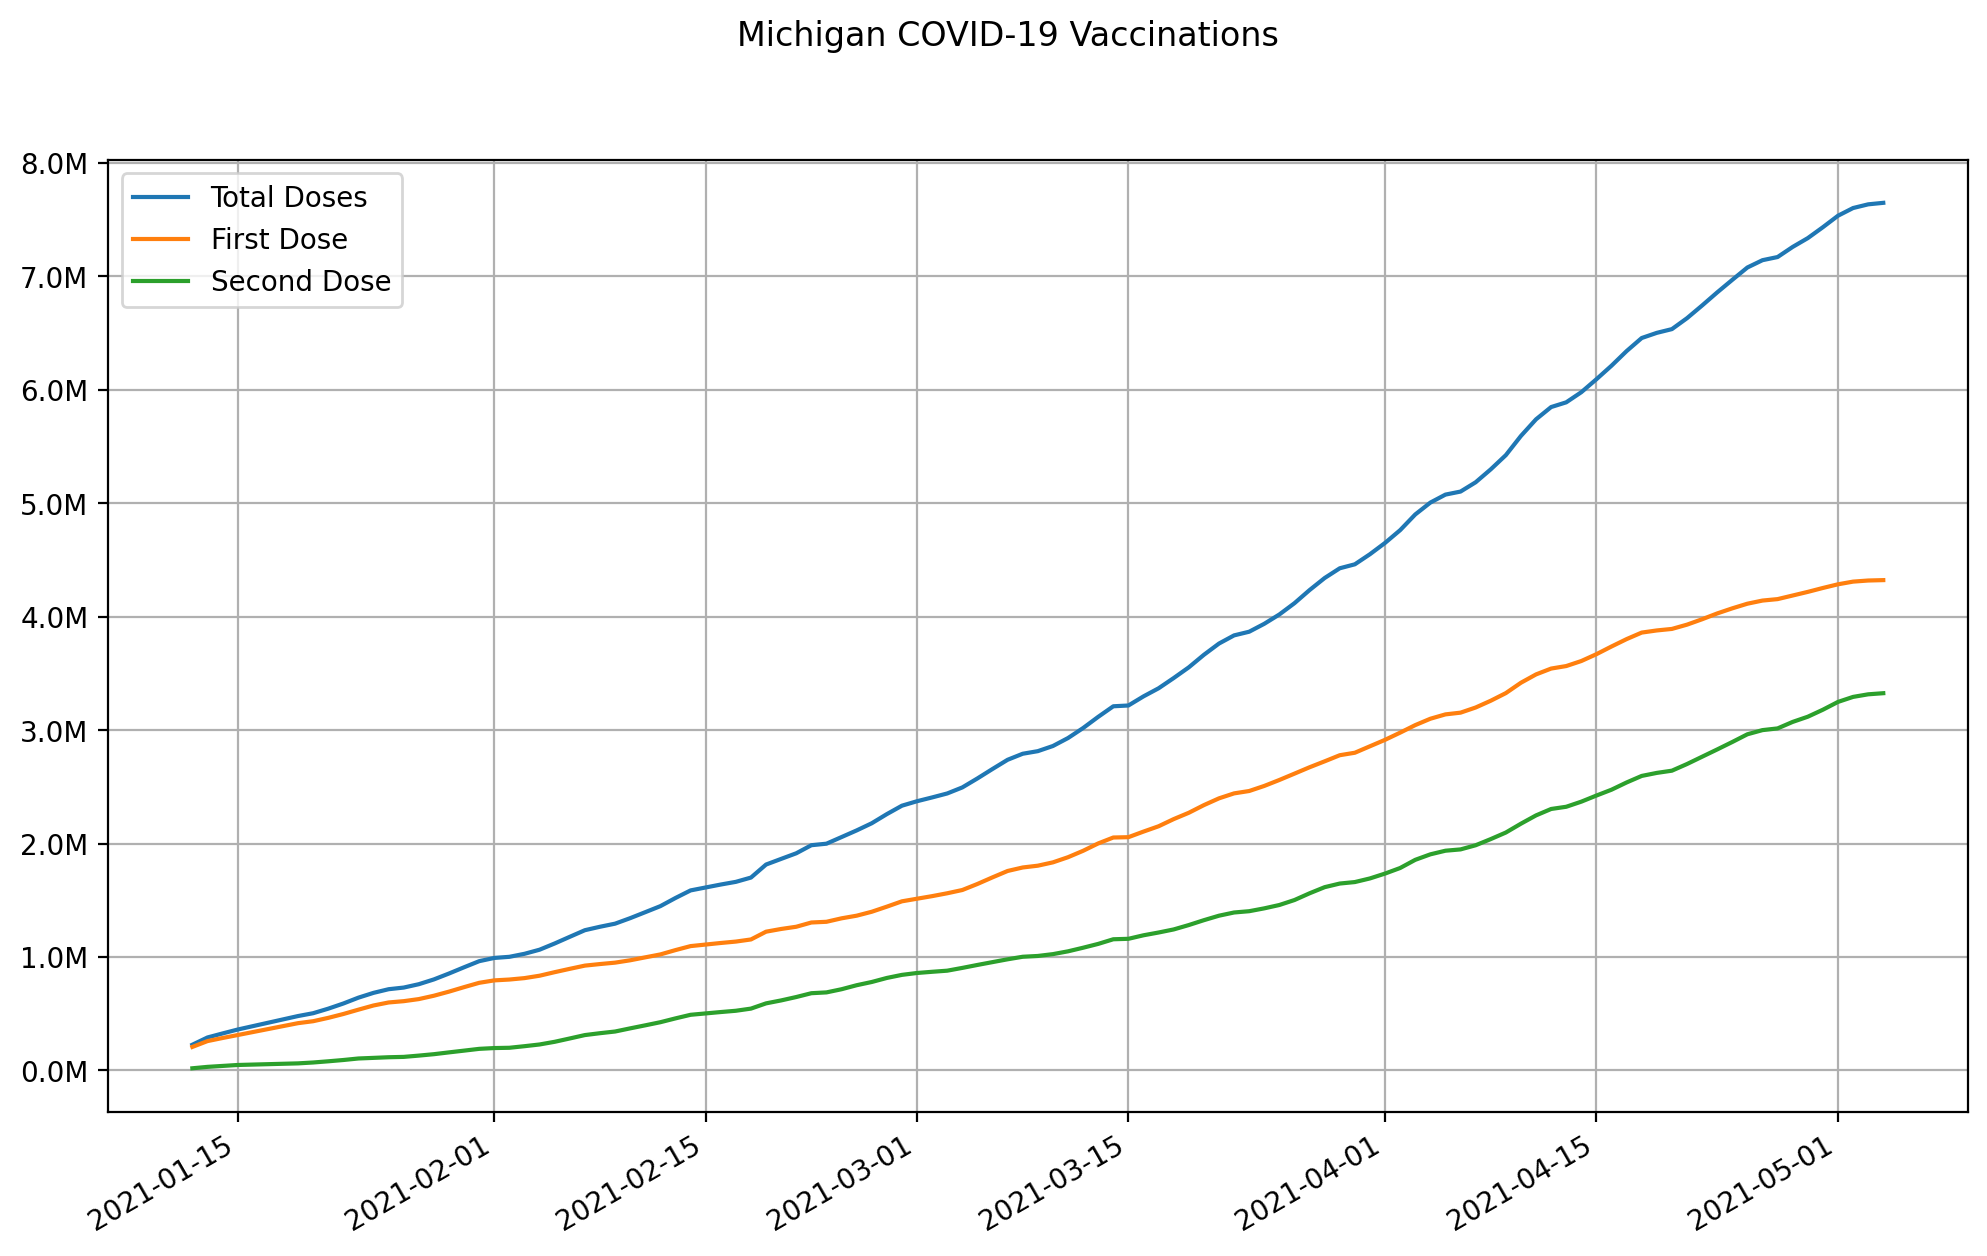 Michigan COVID-19 Vaccinations
8.0M
7.0M
6.0M
5.0M
4.0M
3.0M
2.0M
1.0M
0.0M
Total Doses
First Dose
Second Dose
2021-01-15
2021-02-01
2021-02-15
2021-03-01
2021-03-15
2021-04-01
2021-04-15
2021-05-01